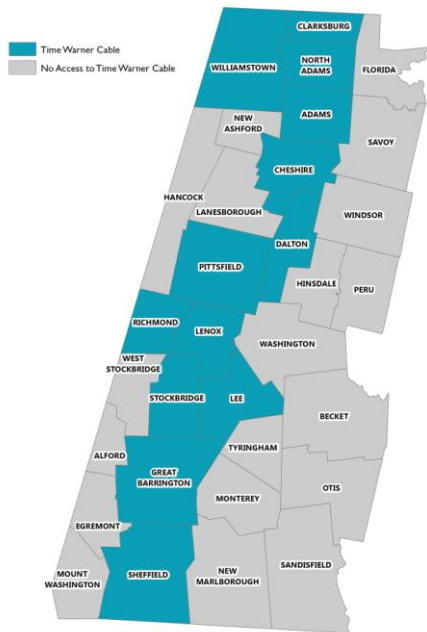 Time Warner Cable
No Access to Time Warner Cable
CLARKSBURG
WILLIAMSTOWN
NORTH
ADAMS
FLORIDA
NEW
ASHFORD
ADAMS
SAVOY
CHESHIRE
HANCOCK
LANESBOROUGH
WINDSOR
DALTON
PITTSFIELD
HINSDALE
PERU
RICHMOND
LENOX
WASHINGTON
WEST
STOCKBRIDGE
STOCKBRIDGE
LEE
BECKET
ALFORD
TYRINGHAM
GREAT
BARRINGTON
OTIS
MONTEREY
EGREMONT
MOUNT
WASHINGTON
SHEFFIELD
NEW
MARLBOROUGH
SANDISFIELD